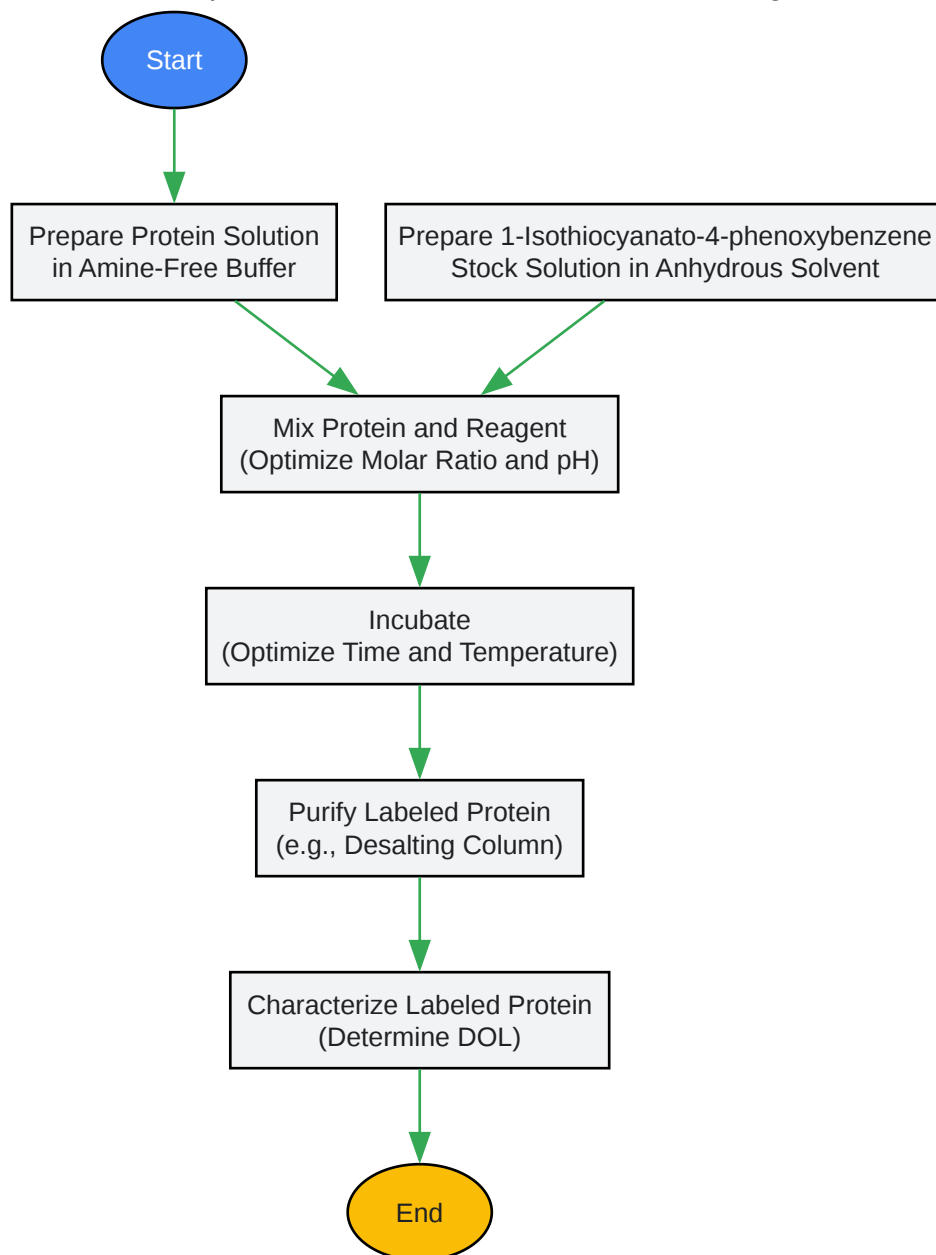 Start
Prepare Protein Solution
in Amine-Free Buffer
Prepare 1-Isothiocyanato-4-phenoxybenzene
Stock Solution in Anhydrous Solvent
Mix Protein and Reagent
(Optimize Molar Ratio and pH)
Incubate
(Optimize Time and Temperature)
Purify Labeled Protein
(e.g., Desalting Column)
Characterize Labeled Protein
(Determine DOL)
End